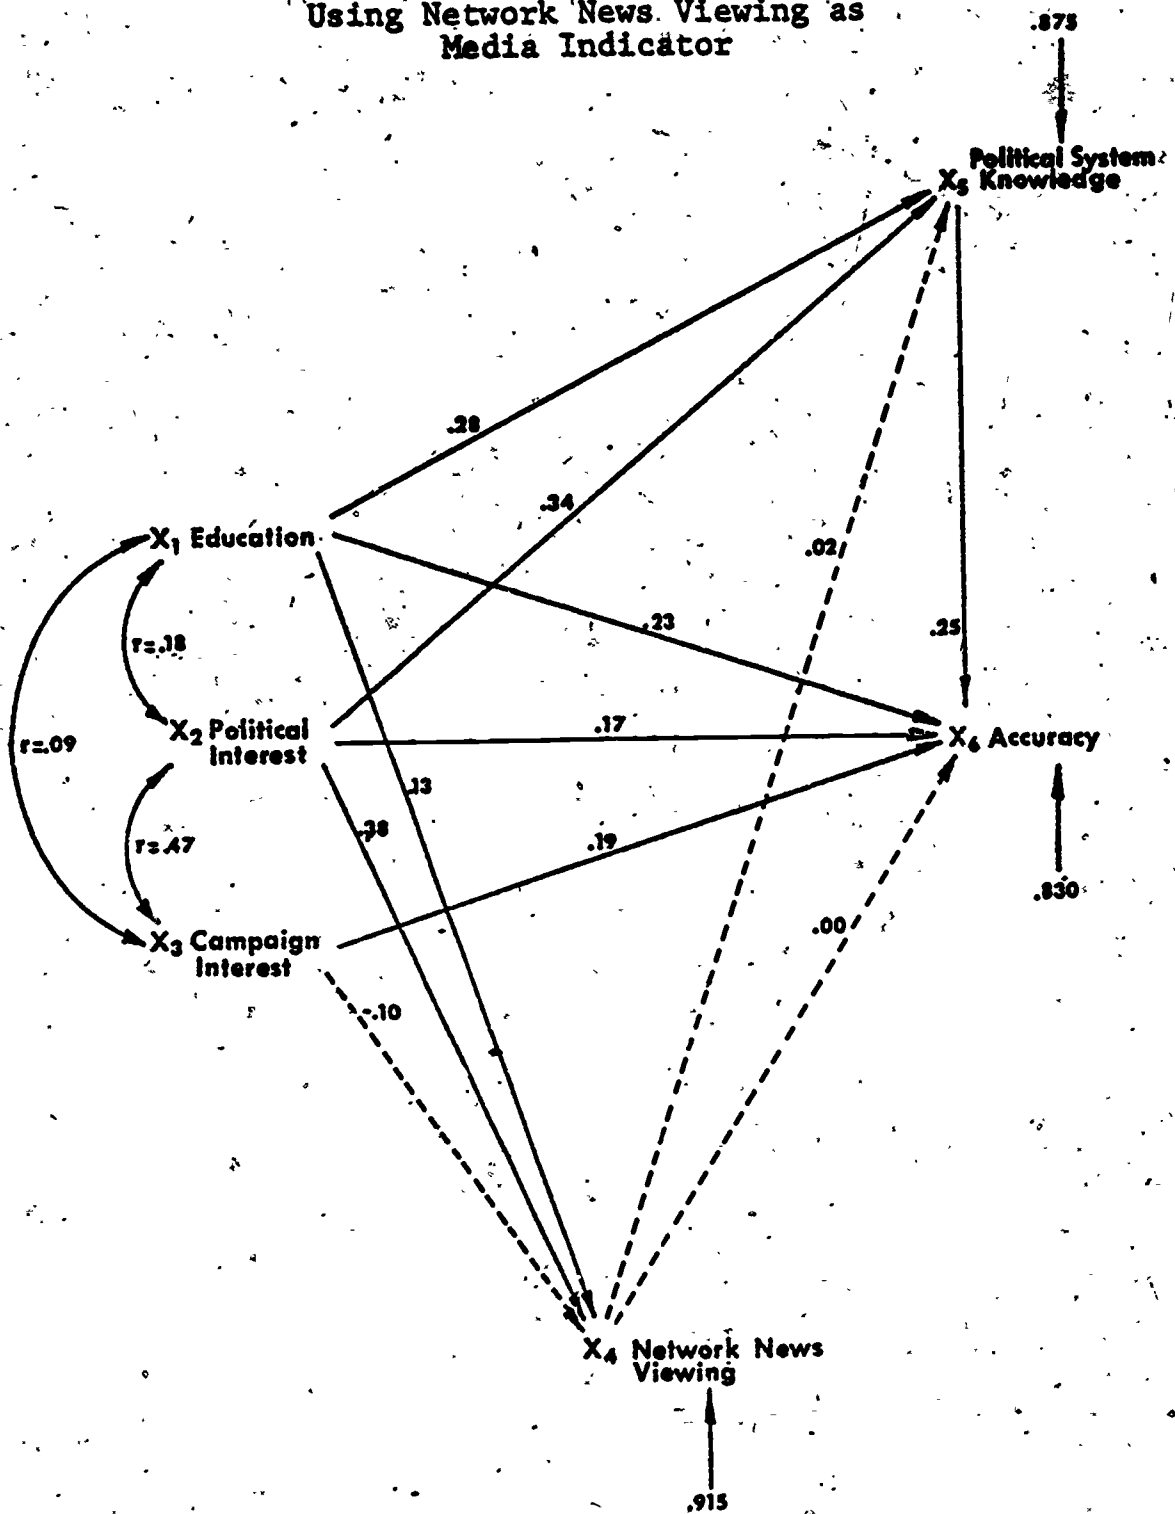 Using Network News Viewing as
Media Indicator
.875
Political System
X5 Knowledge
.28
.34
X1 Education
.02
.23
.25
r=.18
X2 Political
Interest
.17
X6 Accuracy
r=.09
.13
.38
r=.47
.19
.830
X3 Campaign
Interest
.00
-.10
X4 Network News
Viewing
.915